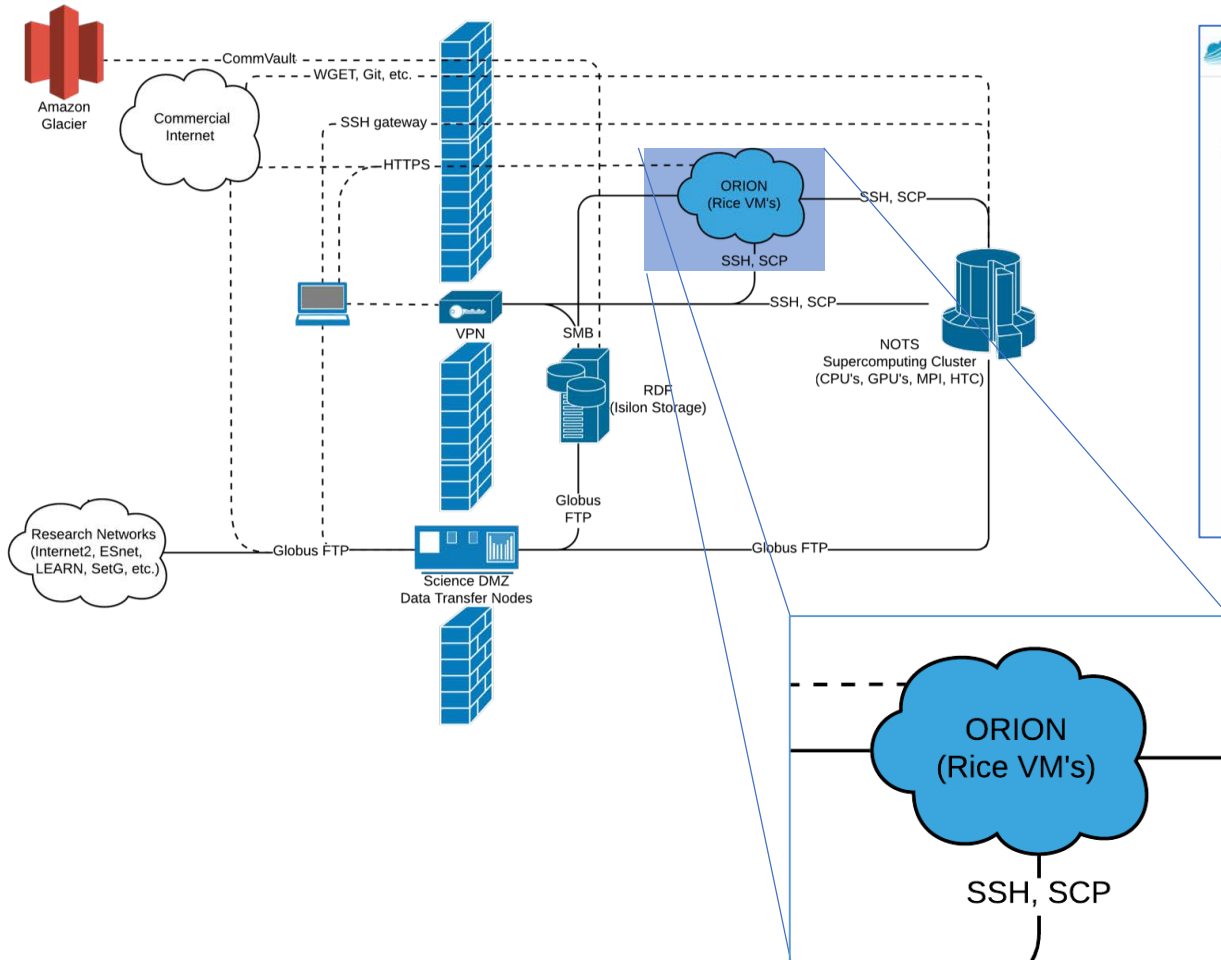 CommVault
WGET, Git, etc.
Amazon
Glacier
Commercial
Internet
SSH gateway
HTTPS
ORION
(Rice VM's)
SSH, SCP
SSH, SCP
SSH, SCP
VPN
SMB
NOTS
Supercomputing Cluster
(CPU's, GPU's, MPI, HTC)
RDF
(Isilon Storage)
Globus
FTP
Research Networks
(Internet2, ESnet,
LEARN, SetG, etc.)
Globus FTP
Globus FTP
Science DMZ
Data Transfer Nodes
ORION
(Rice VM's)
SSH, SCP